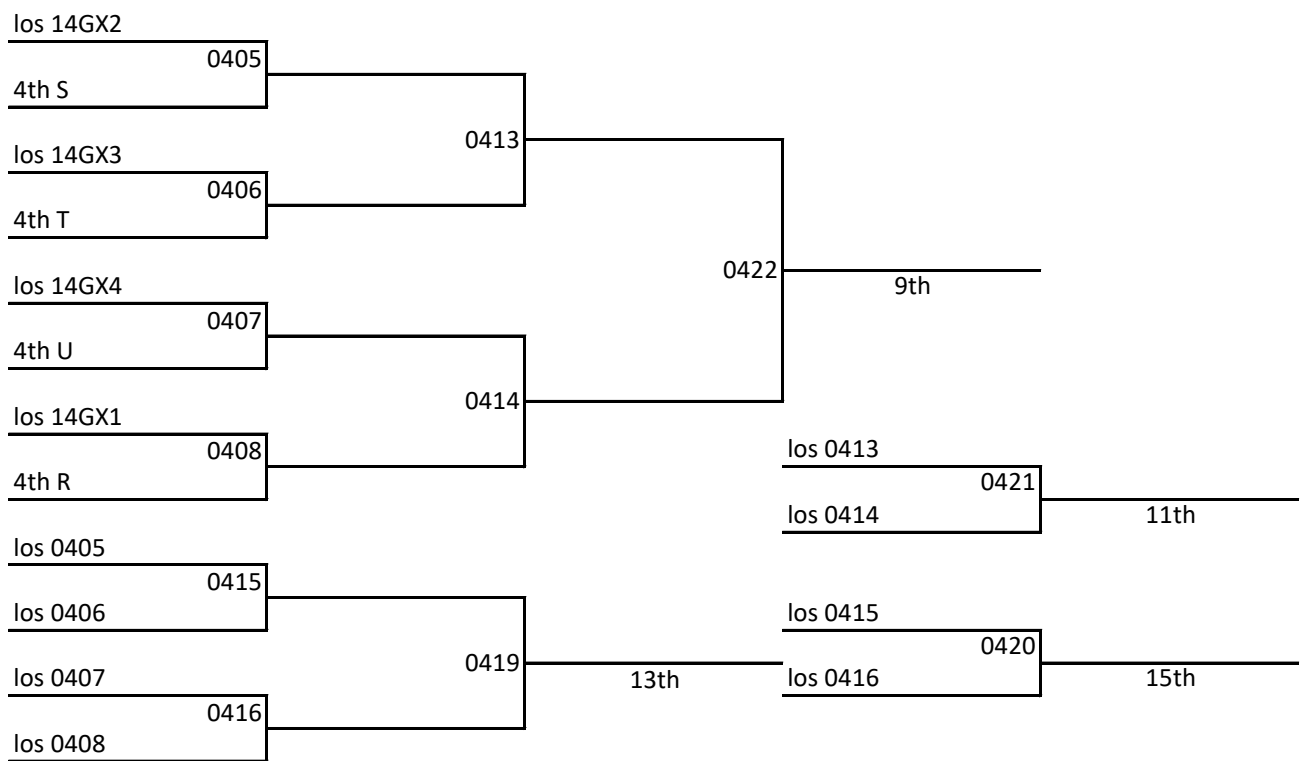 los 14GX2
0405
4th S
0413
los 14GX3
0406
4th T
0422
9th
los 14GX4
0407
4th U
0414
los 14GX1
0408
4th R
los 0413
0421
los 0414
11th
los 0405
0415
los 0406
0419
13th
los 0407
0416
los 0408
los 0415
0420
los 0416
15th